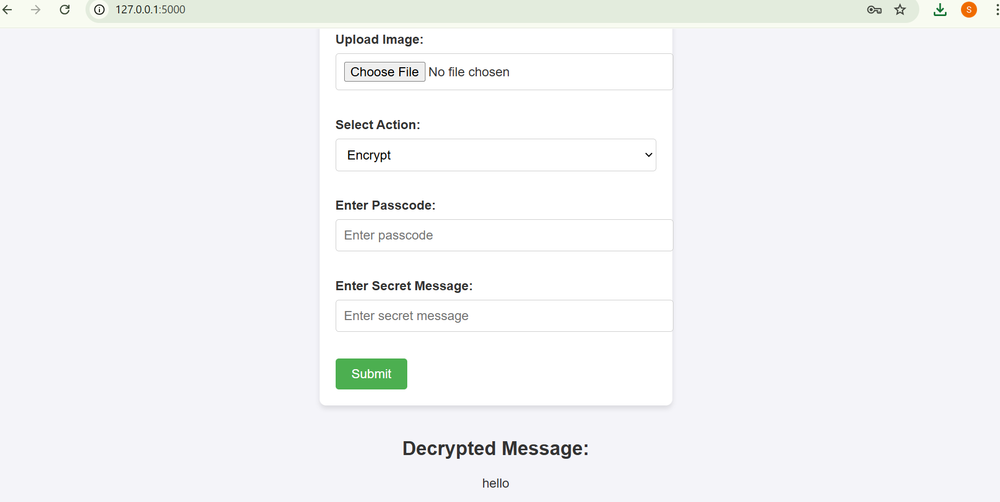 127.0.0.1:5000
S
Upload Image:
Choose File No file chosen
Select Action:
Encrypt
Enter Passcode:
Enter passcode
Enter Secret Message:
Enter secret message
Submit
Decrypted Message:
hello